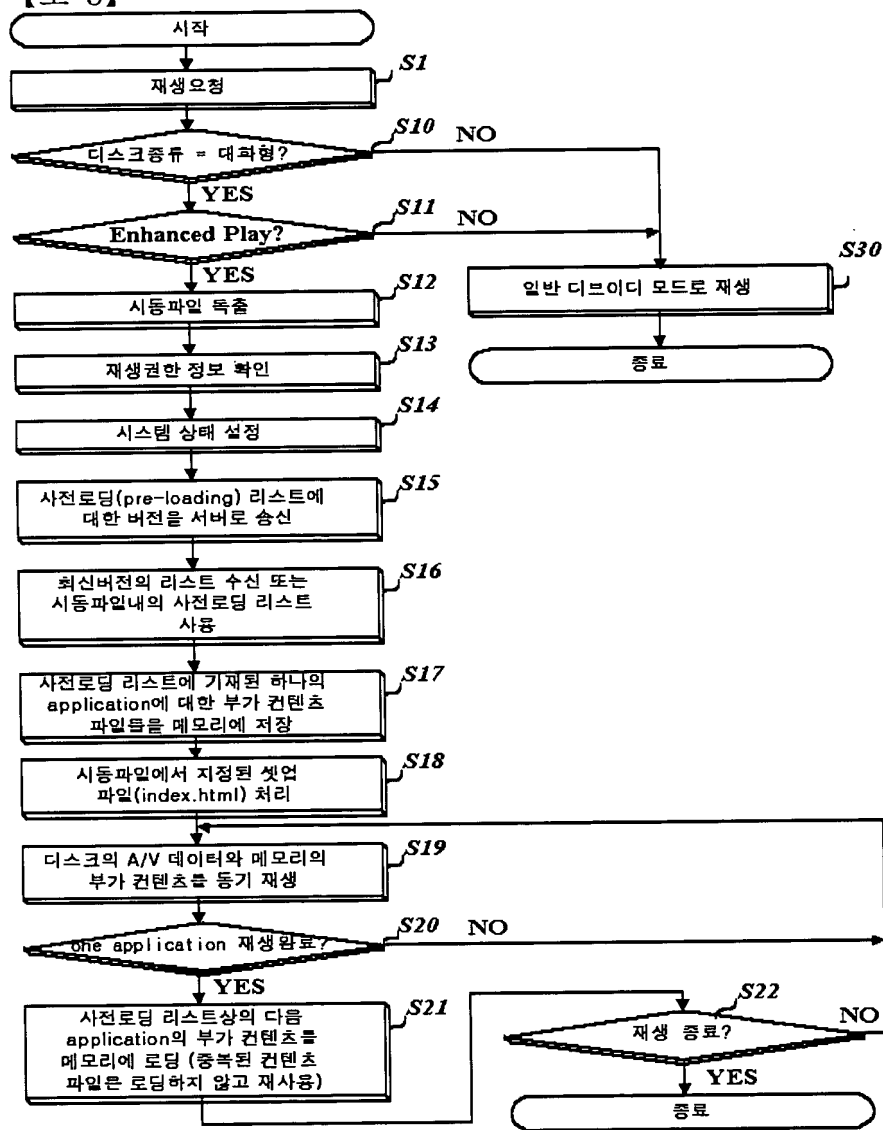 시작
재생요청
S1
디스크종류 = 대화형?
S10
NO
YES
Enhanced Play?
S11
NO
YES
시동파일 독출
S12
일반 디브이디 모드로 재생
S30
종료
재생권한 정보 확인
S13
시스템 상태 설정
S14
사전로딩(pre-loading) 리스트에
대한 버전을 서버로 송신
S15
최신버전의 리스트 수신 또는
시동파일내의 사전로딩 리스트
사용
S16
사전로딩 리스트에 기재된 하나의
application에 대한 부가 컨텐츠
파일들을 메모리에 저장
S17
시동파일에서 지정된 셋업
파일(index.html) 처리
S18
디스크의 A/V 데이터와 메모리의
부가 컨텐츠를 동기 재생
S19
one application 재생완료?
S20
NO
YES
사전로딩 리스트상의 다음
application의 부가 컨텐츠를
메모리에 로딩 (중복된 컨텐츠
파일은 로딩하지 않고 재사용)
S21
재생 종료?
S22
NO
YES
종료